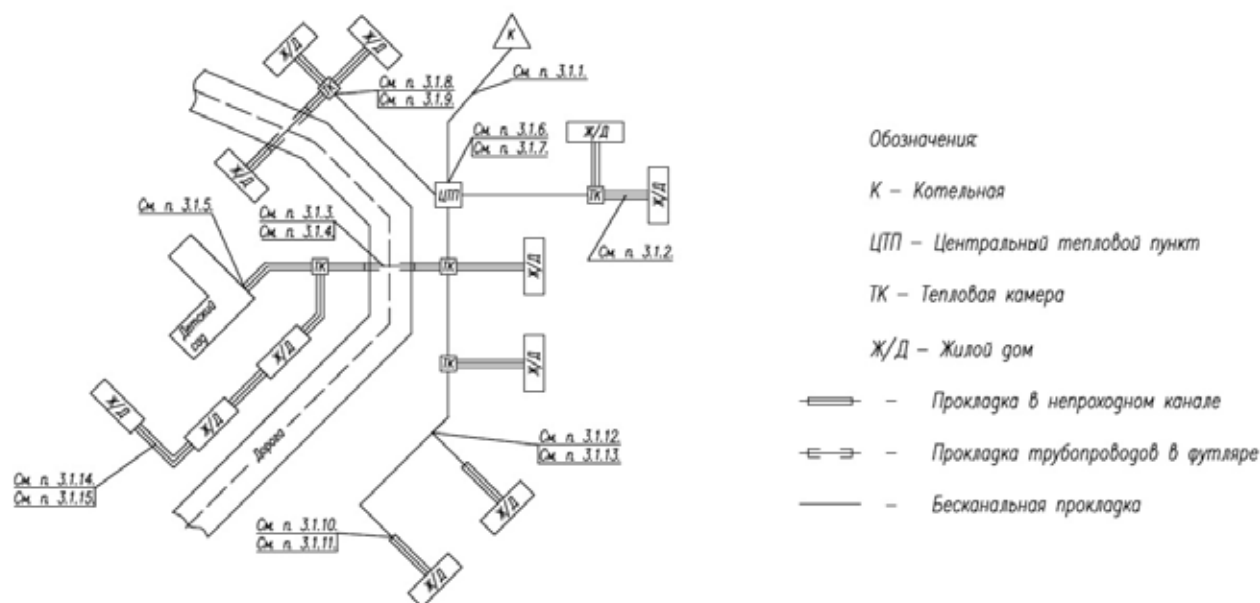 К
Ж/Д
Ж/Д
См. п. 3.1.1.
ТК
См. п. 3.1.8.
См. п. 3.1.9.
См. п. 3.1.6.
См. п. 3.1.7.
Ж/Д
Ж/Д
ЦТП
ТК
Ж/Д
См. п. 3.1.5.
См. п. 3.1.3.
См. п. 3.1.4.
См. п. 3.1.2.
ТК
ТК
Ж/Д
Детский
сад
Ж/Д
ТК
Ж/Д
Ж/Д
Ж/Д
Дорога
См. п. 3.1.12.
См. п. 3.1.13.
См. п. 3.1.14.
См. п. 3.1.15.
Ж/Д
См. п. 3.1.10.
См. п. 3.1.11.
Ж/Д
Обозначения:
К – Котельная
ЦТП – Центральный тепловой пункт
ТК – Тепловая камера
Ж/Д – Жилой дом
– Прокладка в непроходном канале
– Прокладка трубопроводов в футляре
– Бесканальная прокладка